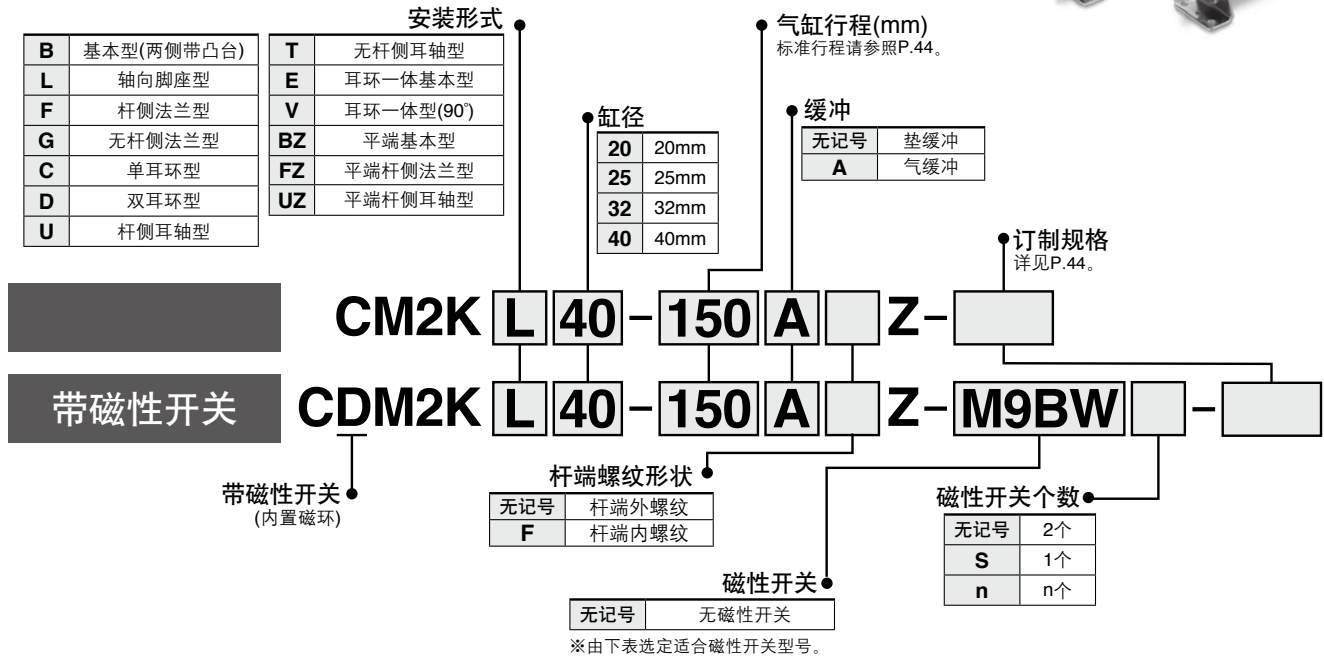 安装形式
B 基本型(两侧带凸台)
L 轴向脚座型
F 杆侧法兰型
G 无杆侧法兰型
C 单耳环型
D 双耳环型
U 杆侧耳轴型
T 无杆侧耳轴型
E 耳环一体基本型
V 耳环一体型(90°)
BZ 平端基本型
FZ 平端杆侧法兰型
UZ 平端杆侧耳轴型
缸径
20 20mm
25 25mm
32 32mm
40 40mm
气缸行程(mm)
标准行程请参照P.44。
缓冲
无记号 垫缓冲
A 气缓冲
订制规格
详见P.44。
CM2K L 40 - 150 A Z-
带磁性开关 CDM2K L 40 - 150 A Z- M9BW -
带磁性开关
(内置磁环)
杆端螺纹形状
无记号 杆端外螺纹
F 杆端内螺纹
磁性开关
无记号 无磁性开关
※由下表选定适合磁性开关型号。
磁性开关个数
无记号 2个
S 1个
n n个